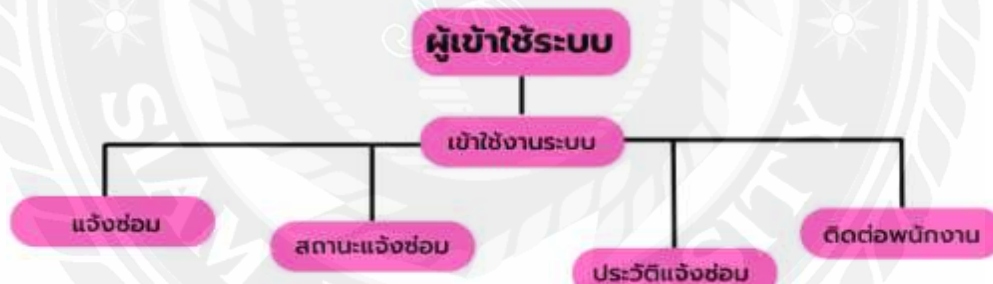 ผู้เข้าใช้ระบบ
เข้าใช้งานระบบ
แจ้งซ่อม
สถานะแจ้งซ่อม
ประวัติแจ้งซ่อม
ติดต่อพนักงาน
SIAM
SITY